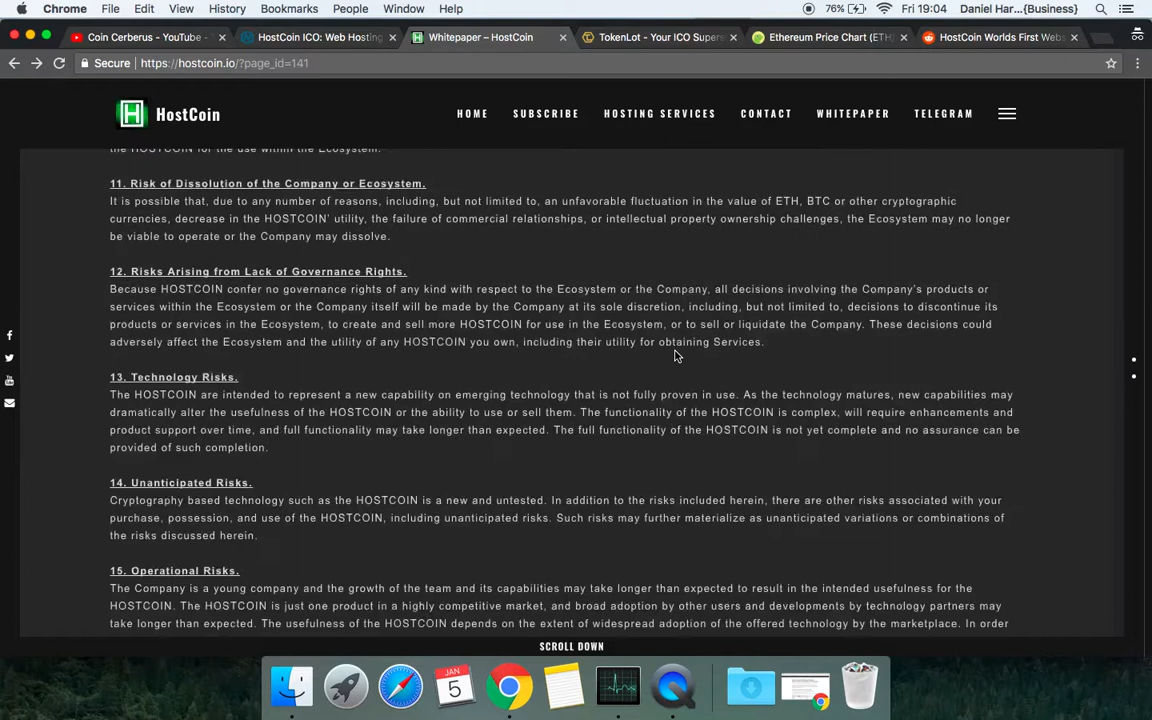 Chrome File Edit View History Bookmarks People Window Help 76% Fri 19:04 Daniel Har...{Business}
Coin Cerberus - YouTube - HostCoin ICO: Web Hosting Whitepaper – HostCoin TokenLot - Your ICO Supers Ethereum Price Chart (ETH/ HostCoin Worlds First Web
Secure https://hostcoin.io/?page_id=141
H HostCoin HOME SUBSCRIBE HOSTING SERVICES CONTACT WHITEPAPER TELEGRAM
the HOSTCOIN for the use within the Ecosystem.
11. Risk of Dissolution of the Company or Ecosystem.
It is possible that, due to any number of reasons, including, but not limited to, an unfavorable fluctuation in the value of ETH, BTC or other cryptographic
currencies, decrease in the HOSTCOIN' utility, the failure of commercial relationships, or intellectual property ownership challenges, the Ecosystem may no longer
be viable to operate or the Company may dissolve.
12. Risks Arising from Lack of Governance Rights.
Because HOSTCOIN confer no governance rights of any kind with respect to the Ecosystem or the Company, all decisions involving the Company's products or
services within the Ecosystem or the Company itself will be made by the Company at its sole discretion, including, but not limited to, decisions to discontinue its
products or services in the Ecosystem, to create and sell more HOSTCOIN for use in the Ecosystem, or to sell or liquidate the Company. These decisions could
adversely affect the Ecosystem and the utility of any HOSTCOIN you own, including their utility for obtaining Services.
13. Technology Risks.
The HOSTCOIN are intended to represent a new capability on emerging technology that is not fully proven in use. As the technology matures, new capabilities may
dramatically alter the usefulness of the HOSTCOIN or the ability to use or sell them. The functionality of the HOSTCOIN is complex, will require enhancements and
product support over time, and full functionality may take longer than expected. The full functionality of the HOSTCOIN is not yet complete and no assurance can be
provided of such completion.
14. Unanticipated Risks.
Cryptography based technology such as the HOSTCOIN is a new and untested. In addition to the risks included herein, there are other risks associated with your
purchase, possession, and use of the HOSTCOIN, including unanticipated risks. Such risks may further materialize as unanticipated variations or combinations of
the risks discussed herein.
15. Operational Risks.
The Company is a young company and the growth of the team and its capabilities may take longer than expected to result in the intended usefulness for the
HOSTCOIN. The HOSTCOIN is just one product in a highly competitive market, and broad adoption by other users and developments by technology partners may
take longer than expected. The usefulness of the HOSTCOIN depends on the extent of widespread adoption of the offered technology by the marketplace. In order
SCROLL DOWN
JAN
5